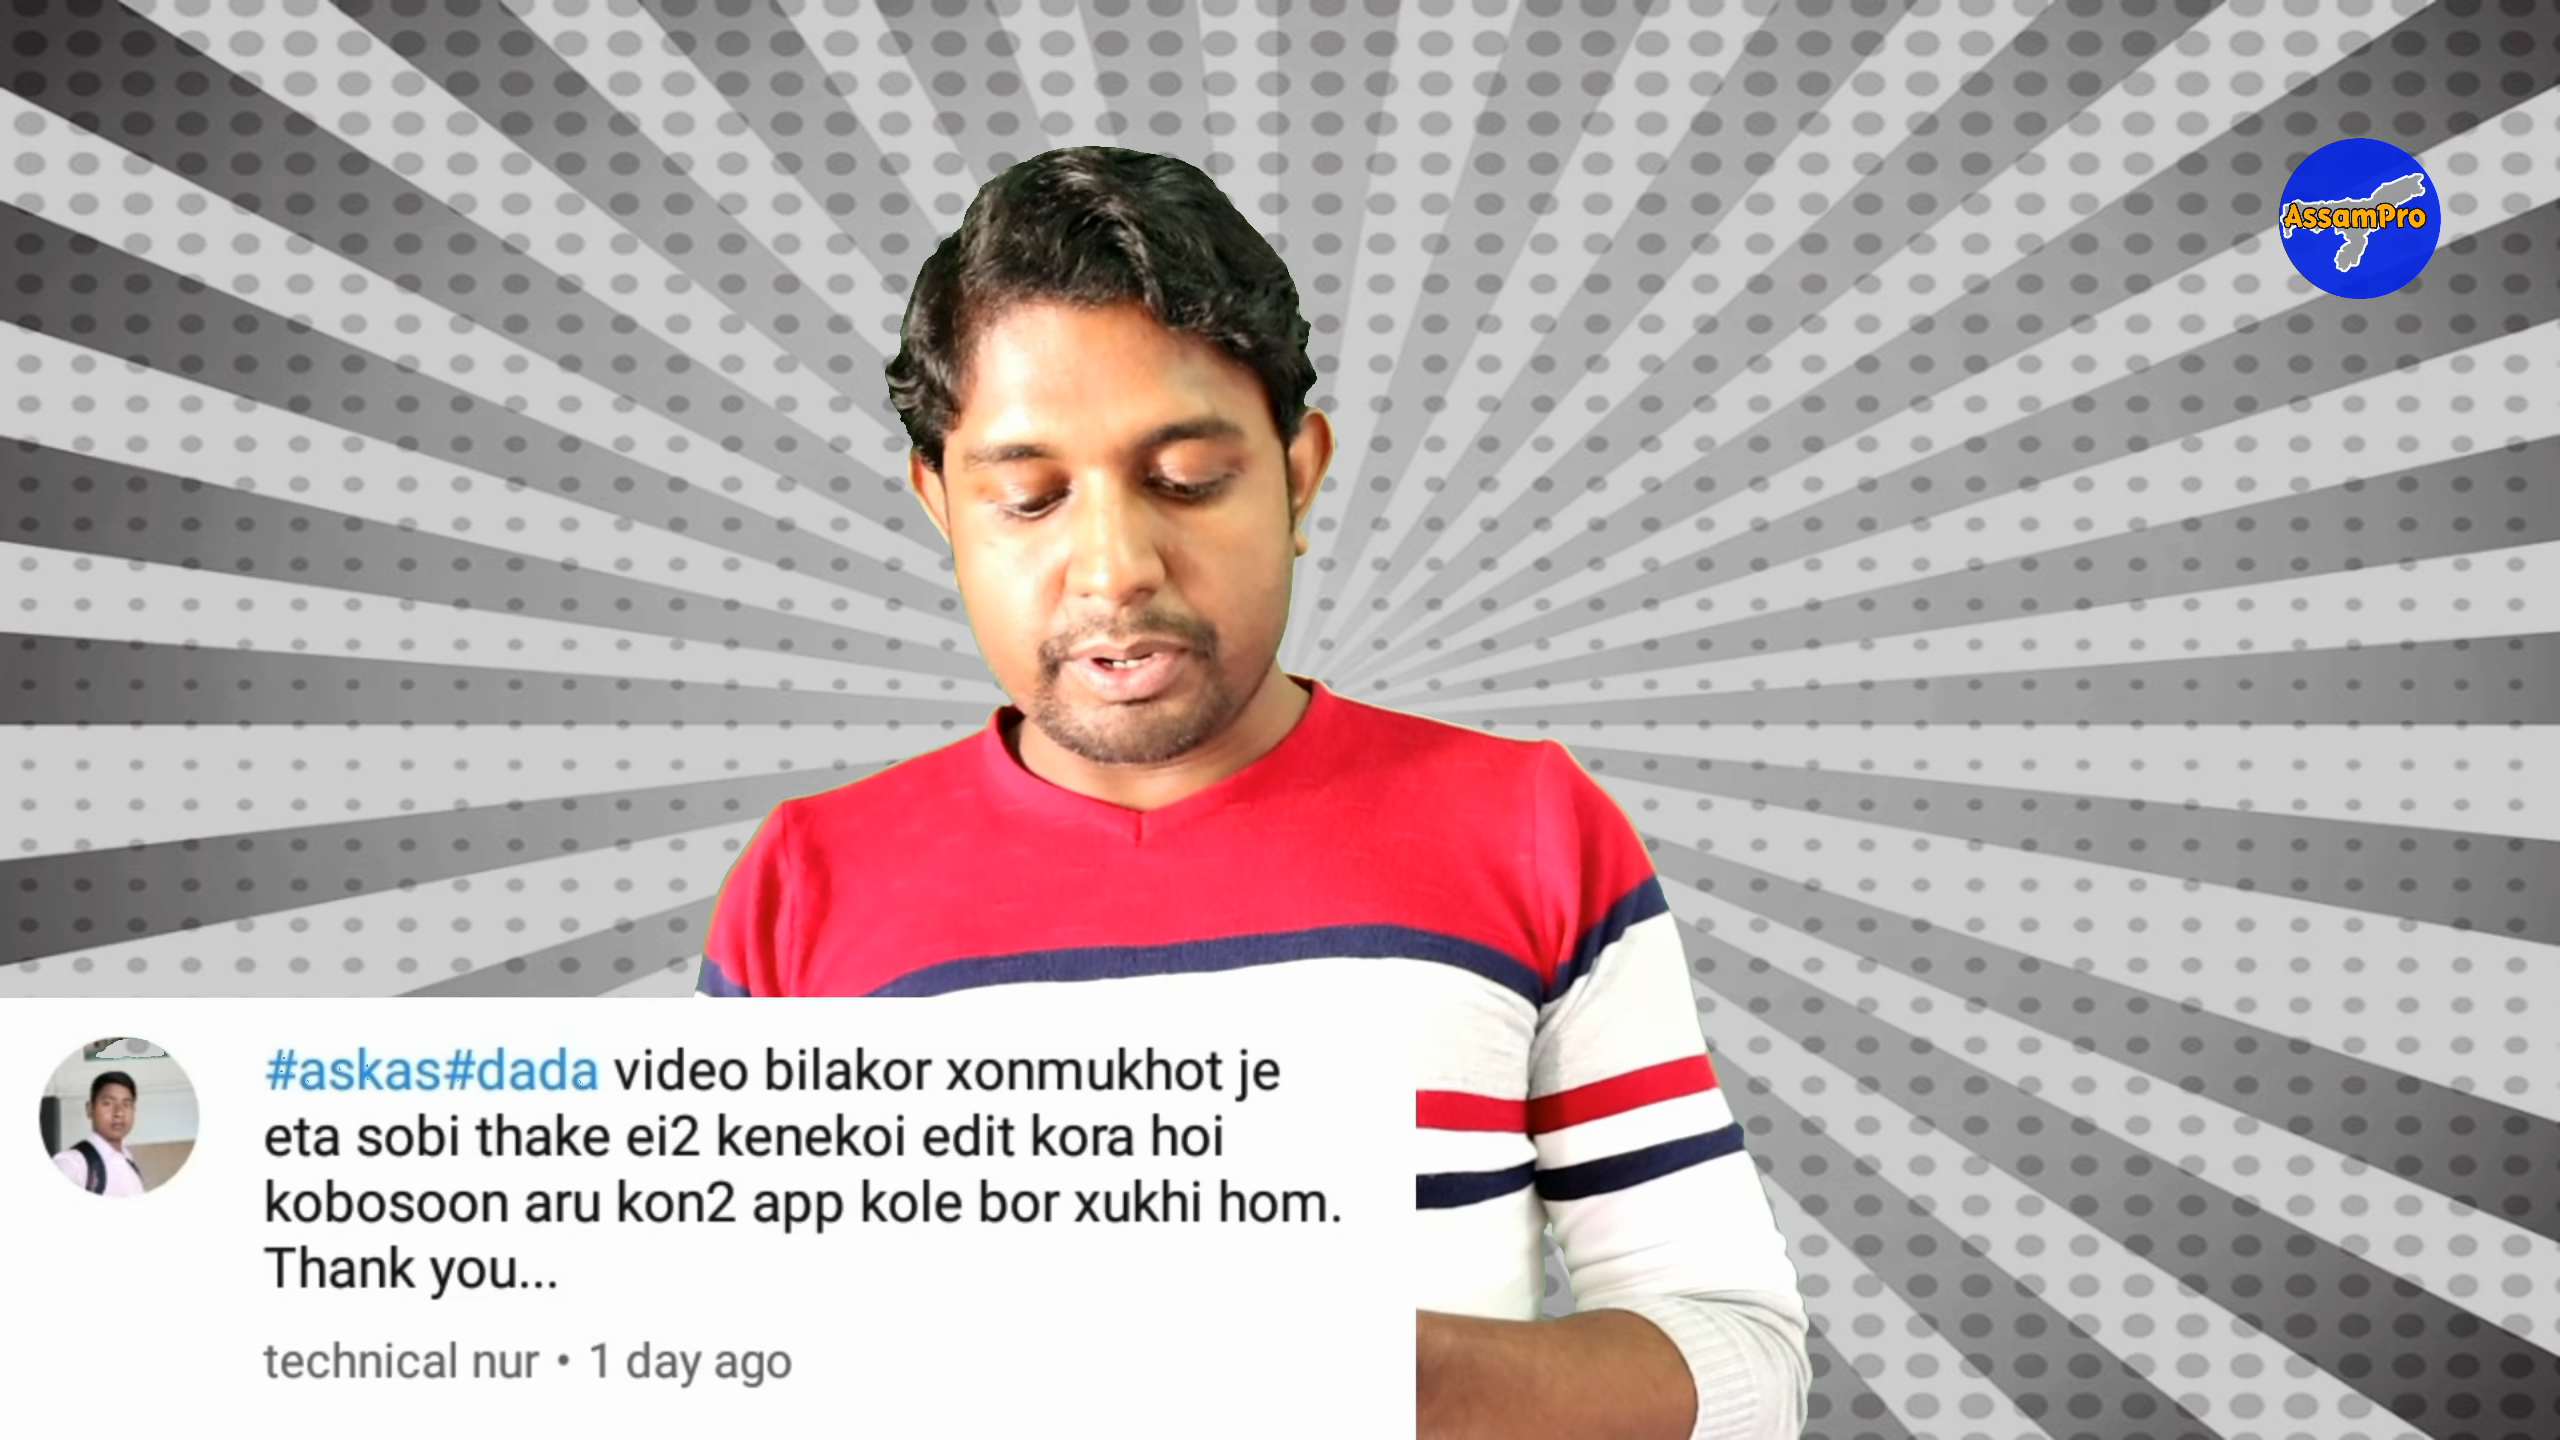 AssamPro
#askas#dada video bilakor xonmukhot je
eta sobi thake ei2 kenekoi edit kora hoi
kobosoon aru kon2 app kole bor xukhi hom.
Thank you...
technical nur • 1 day ago